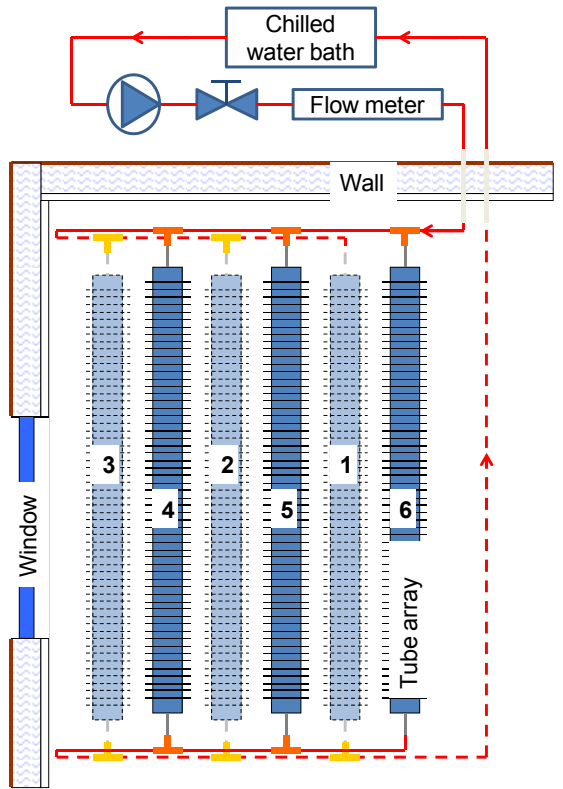 Chilled
water bath
Flow meter
Wall
3
2
1
4
5
6
Window
Tube array